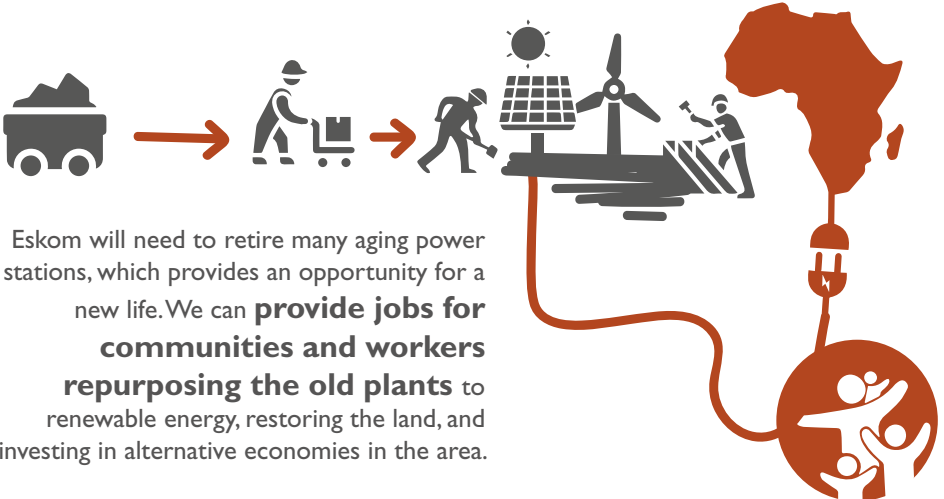 Eskom will need to retire many aging power
stations, which provides an opportunity for a
new life. We can provide jobs for
communities and workers
repurposing the old plants to
renewable energy, restoring the land, and
investing in alternative economies in the area.